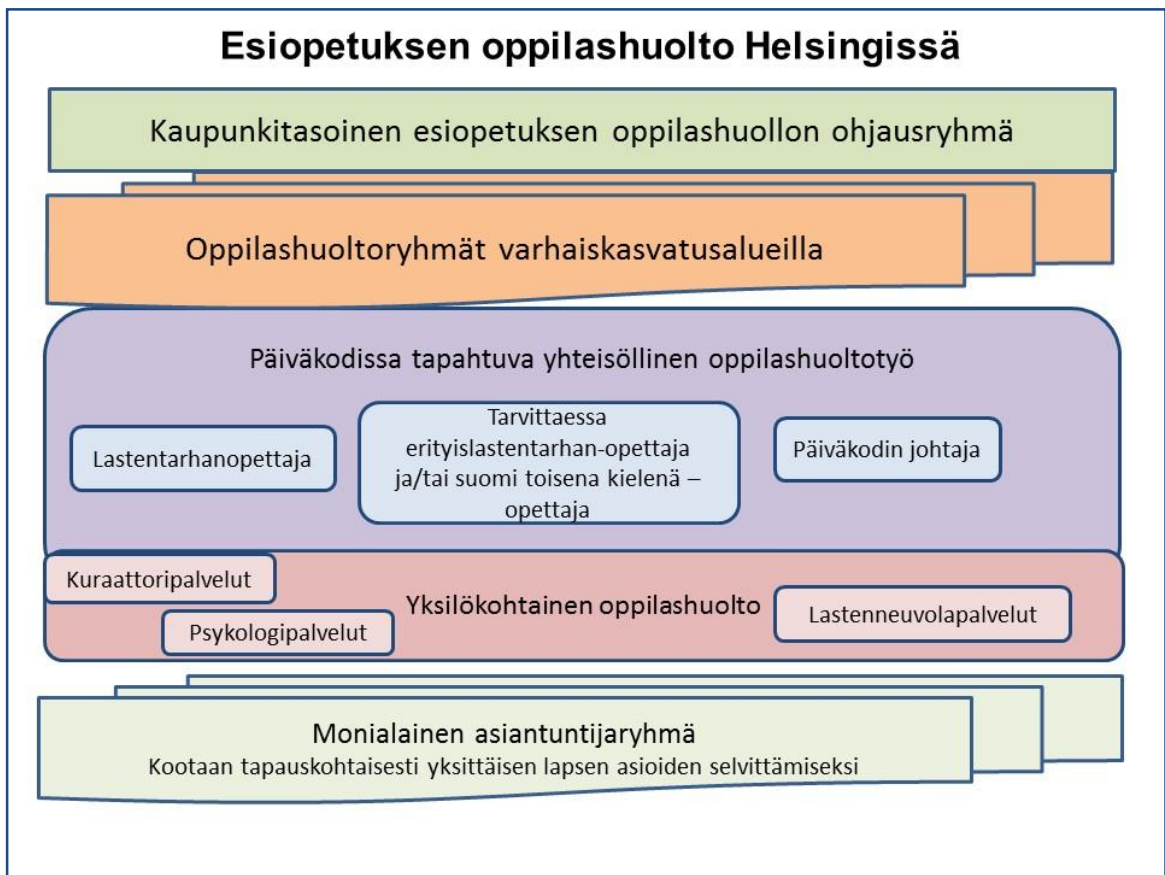 Esiopetuksen oppilashuolto Helsingissä
Kaupunkitasoinen esiopetuksen oppilashuollon ohjausryhmä
Oppilashuoltoryhmät varhaiskasvatusalueilla
Päiväkodissa tapahtuva yhteisöllinen oppilashuoltotyö
Lastentarhanopettaja
Tarvittaessa
erityislastentarhan-opettaja
ja/tai suomi toisena kielenä –
opettaja
Päiväkodin johtaja
Kuraattoripalvelut
Psykologipalvelut
Yksilökohtainen oppilashuolto
Lastenneuvolapalvelut
Monialainen asiantuntijaryhmä
Kootaan tapauskohtaisesti yksittäisen lapsen asioiden selvittämiseksi